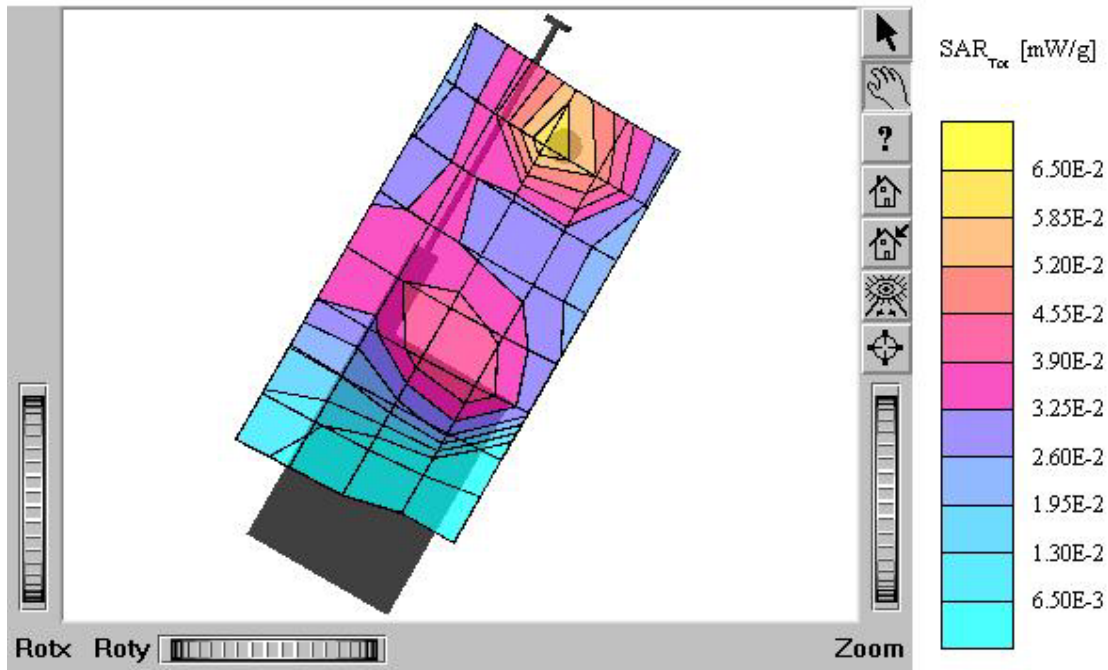 SAR_Tot [mW/g]
?
6.50E-2
5.85E-2
5.20E-2
4.55E-2
3.90E-2
3.25E-2
2.60E-2
1.95E-2
1.30E-2
6.50E-3
Rotx Roty Zoom